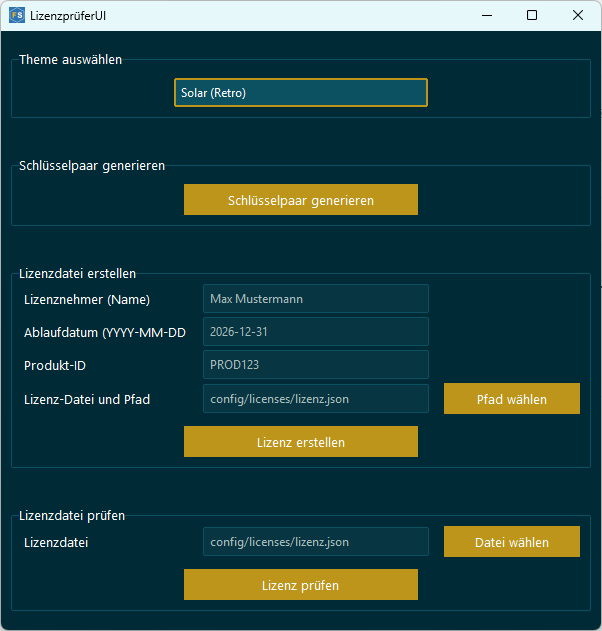 FS LizenzprüferUI
Theme auswählen
Solar (Retro)
Schlüsselpaar generieren
Schlüsselpaar generieren
Lizenzdatei erstellen
Lizenznehmer (Name) Max Mustermann
Ablaufdatum (YYYY-MM-DD 2026-12-31
Produkt-ID PROD123
Lizenz-Datei und Pfad config/licenses/lizenz.json Pfad wählen
Lizenz erstellen
Lizenzdatei prüfen
Lizenzdatei config/licenses/lizenz.json Datei wählen
Lizenz prüfen